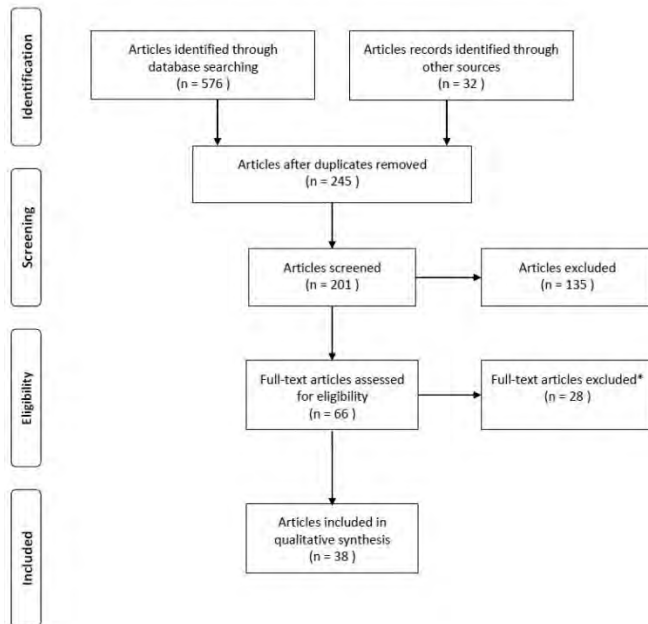 Identification
Articles identified through
database searching
(n = 576 )
Articles records identified through
other sources
(n = 32 )
Articles after duplicates removed
(n = 245 )
Screening
Articles screened
(n = 201 )
Articles excluded
(n = 135 )
Eligibility
Full-text articles assessed
for eligibility
(n = 66 )
Full-text articles excluded*
(n = 28 )
Included
Articles included in
qualitative synthesis
(n = 38 )